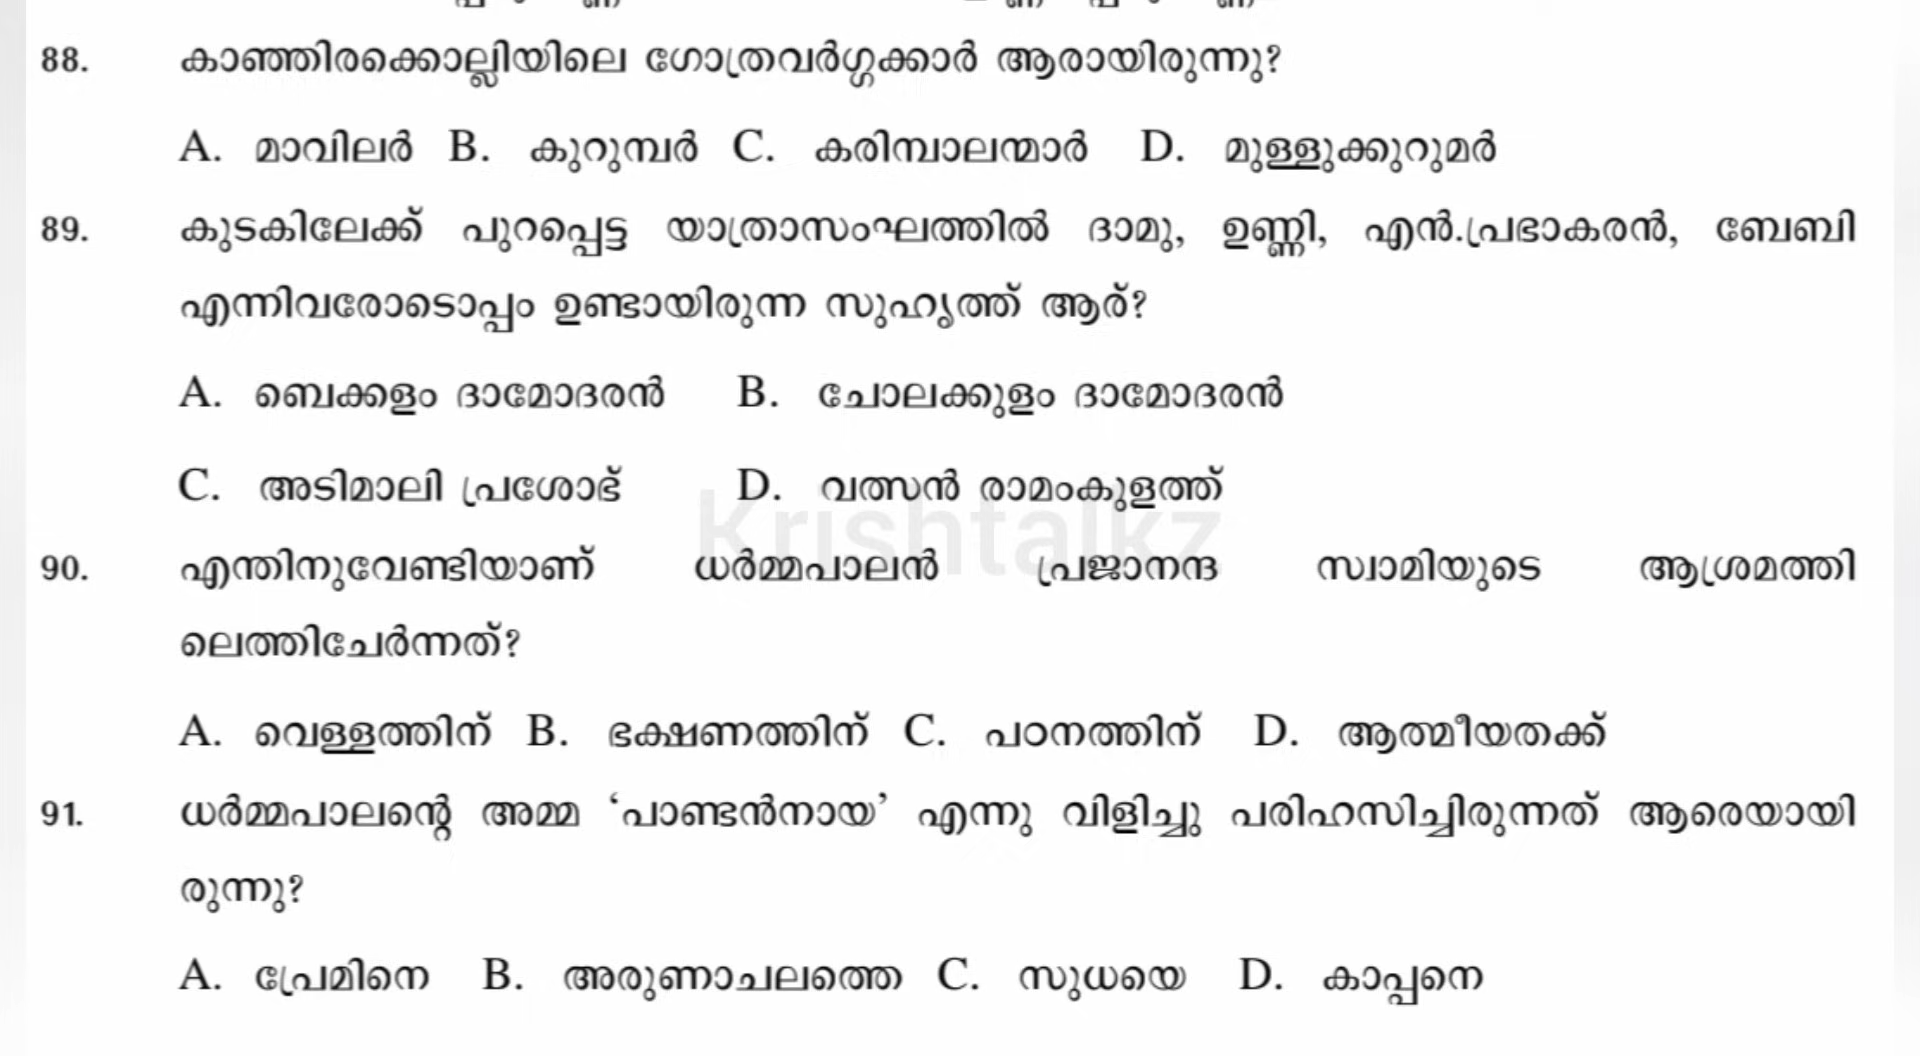 88. കാഞ്ഞിരക്കൊല്ലിയിലെ ഗോത്രവർഗ്ഗക്കാർ ആരായിരുന്നു?
A. മാവിലർ B. കുറുമ്പർ C. കരിമ്പാലന്മാർ D. മുള്ളുക്കുറുമർ
89. കുടകിലേക്ക് പുറപ്പെട്ട യാത്രാസംഘത്തിൽ ദാമു, ഉണ്ണി, എൻ.പ്രഭാകരൻ, ബേബി
എന്നിവരോടൊപ്പം ഉണ്ടായിരുന്ന സുഹൃത്ത് ആര്?
A. ബെക്കളം ദാമോദരൻ B. ചോലക്കുളം ദാമോദരൻ
C. അടിമാലി പ്രശോഭ് D. വത്സൻ രാമംകുളത്ത്
Krishtalkz
90. എന്തിനുവേണ്ടിയാണ് ധർമ്മപാലൻ പ്രജാനന്ദ സ്വാമിയുടെ ആശ്രമത്തി
ലെത്തിചേർന്നത്?
A. വെള്ളത്തിന് B. ഭക്ഷണത്തിന് C. പഠനത്തിന് D. ആത്മീയതക്ക്
91. ധർമ്മപാലന്റെ അമ്മ ‘പാണ്ടൻനായ’ എന്നു വിളിച്ചു പരിഹസിച്ചിരുന്നത് ആരെയായി
രുന്നു?
A. പ്രേമിനെ B. അരുണാചലത്തെ C. സുധയെ D. കാപ്പനെ